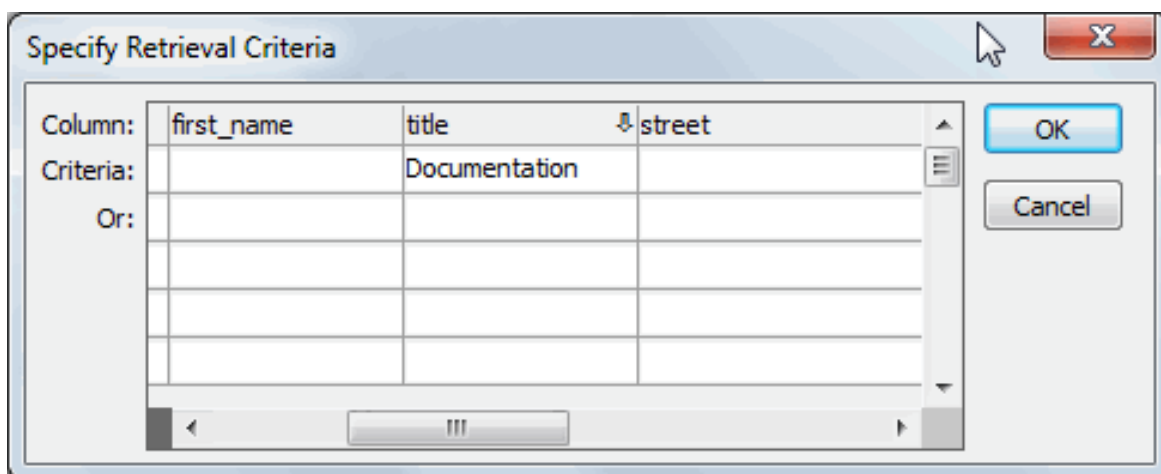 Specify Retrieval Criteria
Column: first_name title street OK
Criteria: Documentation
Or: Cancel